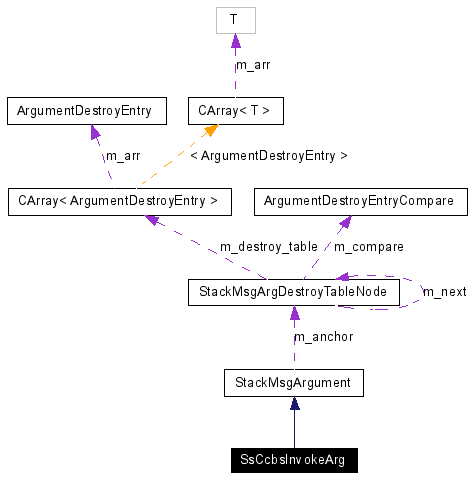 T
m_arr
ArgumentDestroyEntry
CArray< T >
m_arr
< ArgumentDestroyEntry >
CArray< ArgumentDestroyEntry >
ArgumentDestroyEntryCompare
m_destroy_table
m_compare
StackMsgArgDestroyTableNode
m_next
m_anchor
StackMsgArgument
SsCcbsInvokeArg